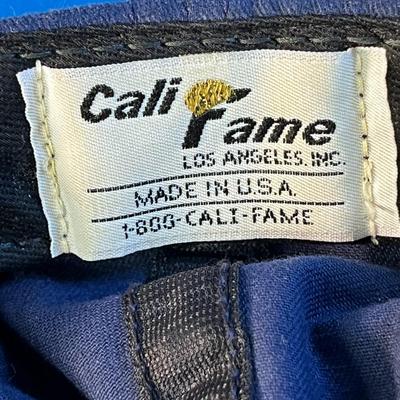 Cali Fame
LOS ANGELES, INC.
MADE IN U.S.A.
1-800-CALI-FAME